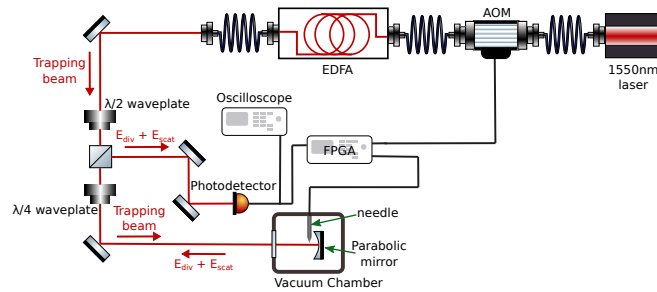 AOM
EDFA
1550nm
laser
Trapping
beam
λ/2 waveplate
Oscilloscope
E_div + E_scat
FPGA
Photodetector
λ/4 waveplate
Trapping
beam
needle
Parabolic
mirror
E_div + E_scat
Vacuum Chamber